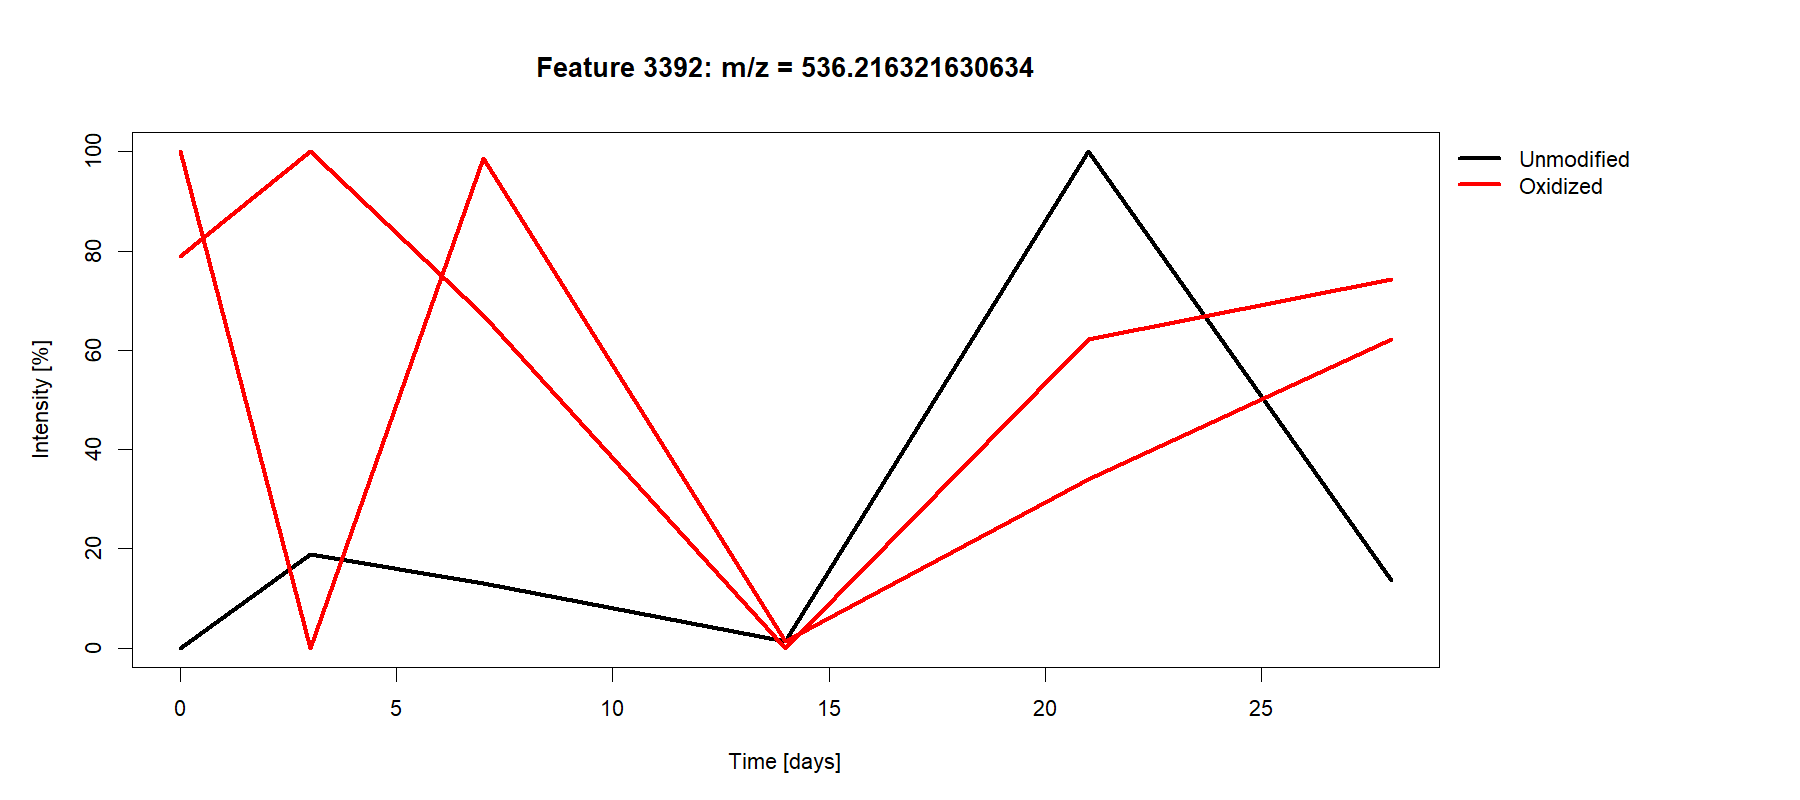 Feature 3392: m/z = 536.216321630634
Unmodified
Oxidized
Intensity [%]
100
80
60
40
20
0
0 5 10 15 20 25
Time [days]